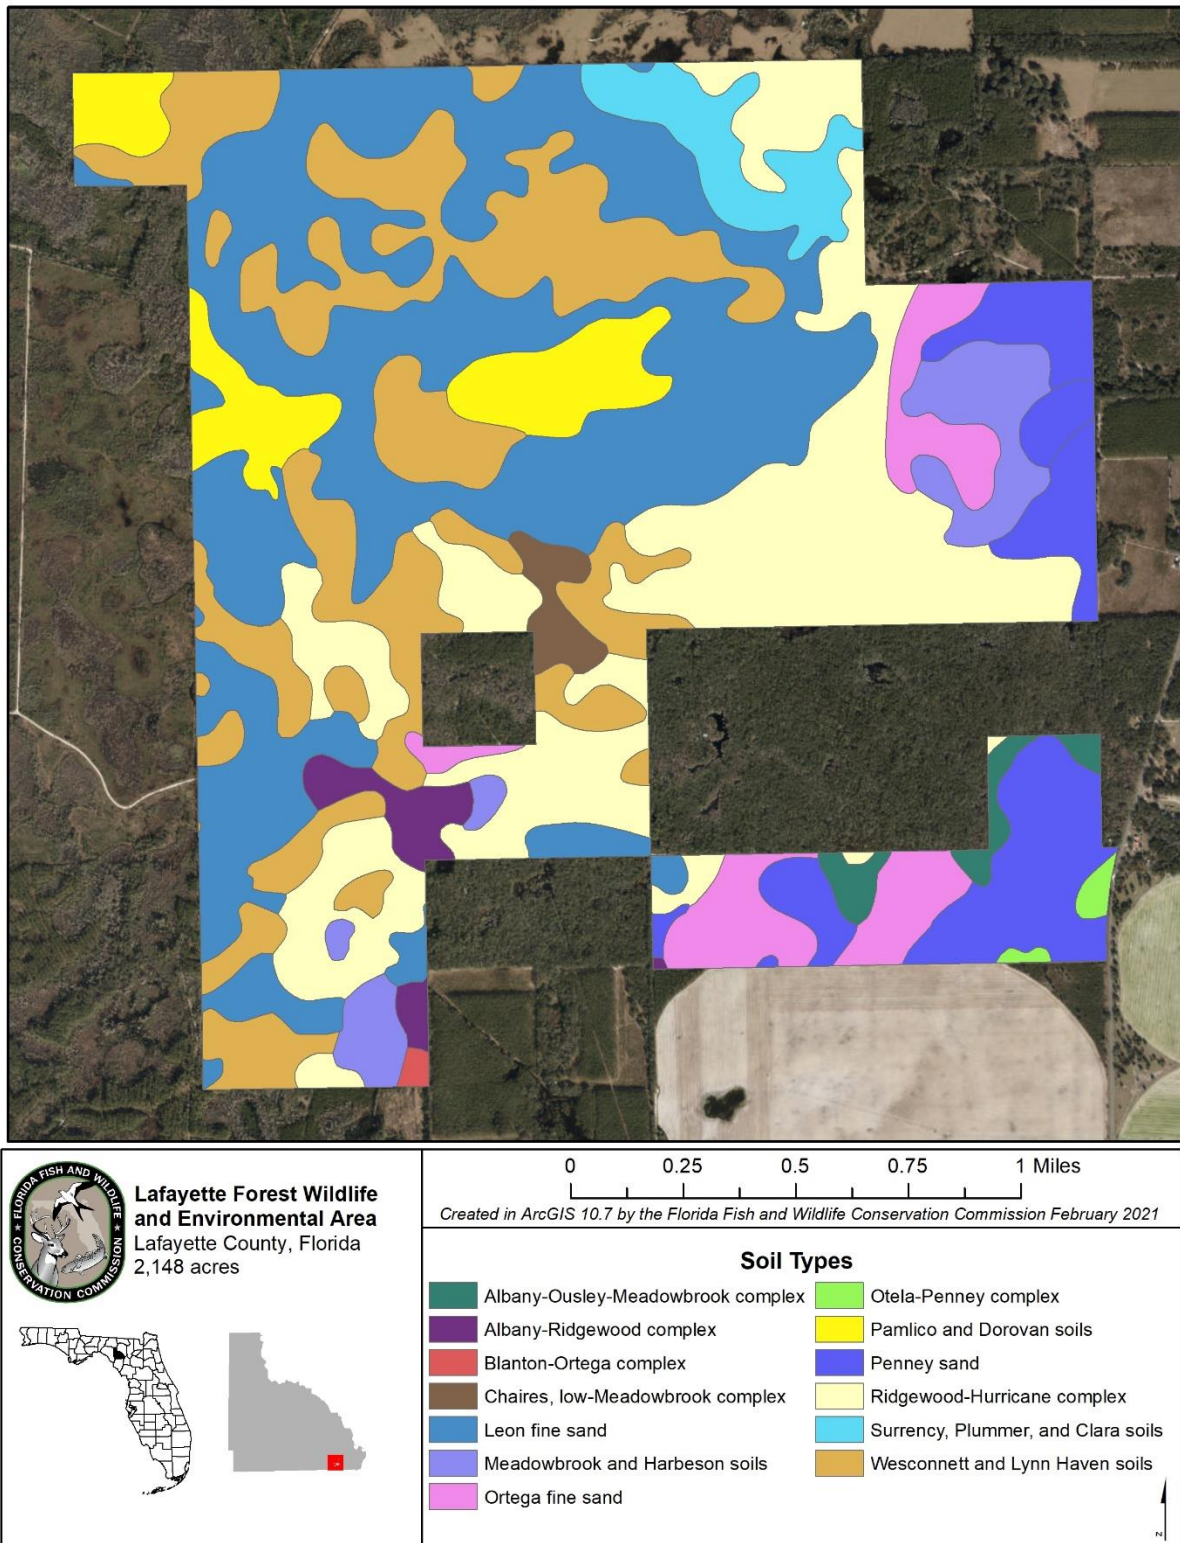 FLORIDA FISH AND WILDLIFE
CONSERVATION COMMISSION
Lafayette Forest Wildlife
and Environmental Area
Lafayette County, Florida
2,148 acres
0 0.25 0.5 0.75 1 Miles
Created in ArcGIS 10.7 by the Florida Fish and Wildlife Conservation Commission February 2021
Soil Types
Albany-Ousley-Meadowbrook complex
Albany-Ridgewood complex
Blanton-Ortega complex
Chaires, low-Meadowbrook complex
Leon fine sand
Meadowbrook and Harbeson soils
Ortega fine sand
Otela-Penney complex
Pamlico and Dorovan soils
Penney sand
Ridgewood-Hurricane complex
Surrency, Plummer, and Clara soils
Wesconnett and Lynn Haven soils
N